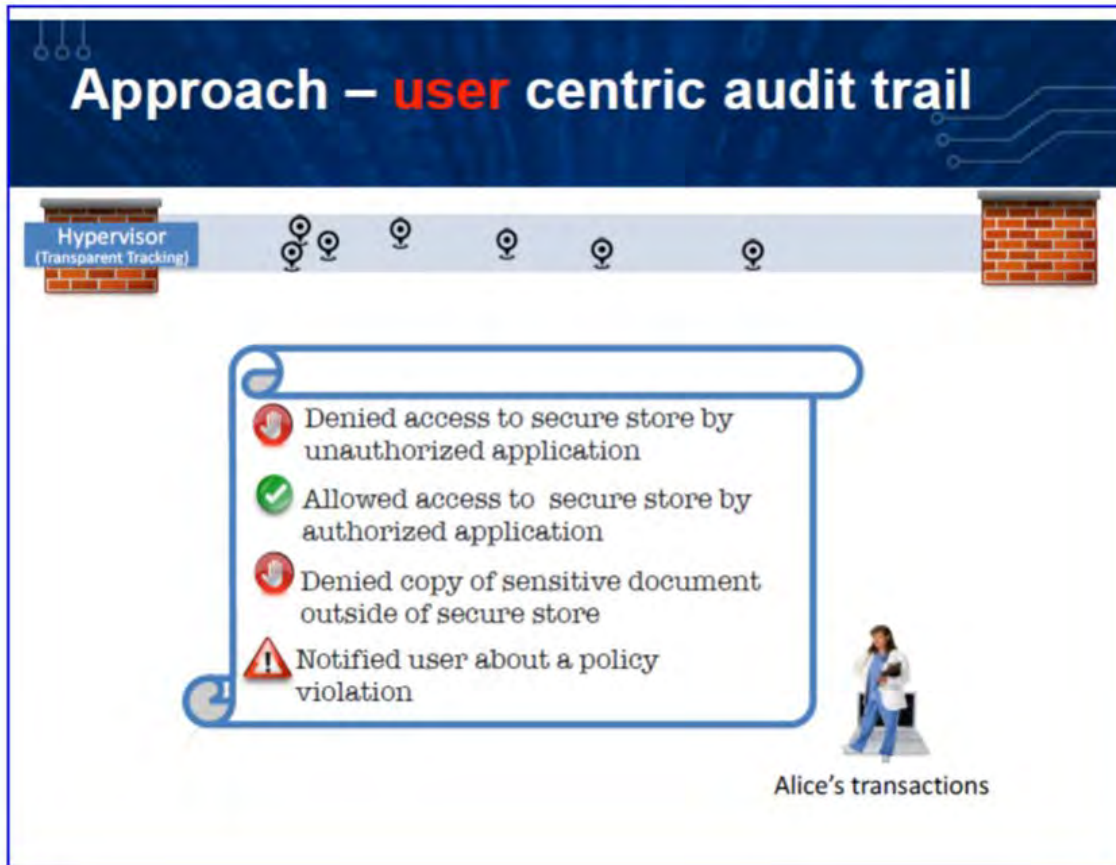 Approach – user centric audit trail
Hypervisor
(Transparent Tracking)
Denied access to secure store by
unauthorized application
Allowed access to secure store by
authorized application
Denied copy of sensitive document
outside of secure store
Notified user about a policy
violation
Alice's transactions